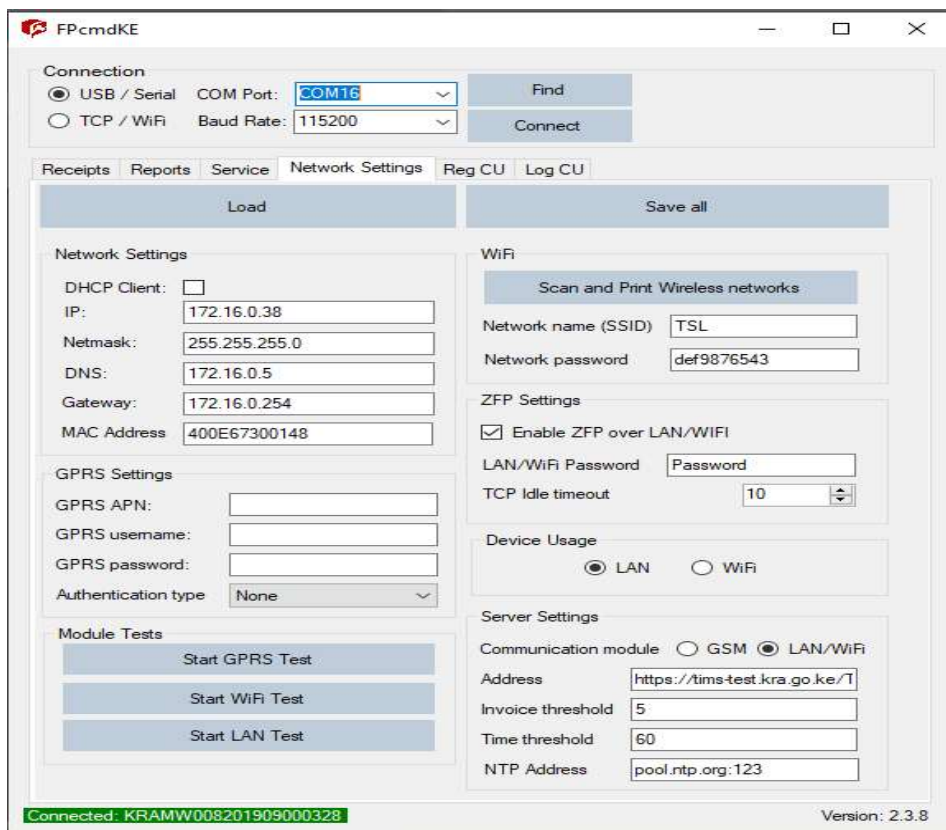 FPcmdKE
Connection
USB / Serial COM Port: COM16 Find
TCP / WiFi Baud Rate: 115200 Connect
Receipts Reports Service Network Settings Reg CU Log CU
Load Save all
Network Settings
DHCP Client:
IP: 172.16.0.38
Netmask: 255.255.255.0
DNS: 172.16.0.5
Gateway: 172.16.0.254
MAC Address 400E67300148
GPRS Settings
GPRS APN:
GPRS username:
GPRS password:
Authentication type None
Module Tests
Start GPRS Test
Start WiFi Test
Start LAN Test
WiFi
Scan and Print Wireless networks
Network name (SSID) TSL
Network password def9876543
ZFP Settings
Enable ZFP over LAN/WIFI
LAN/WiFi Password Password
TCP Idle timeout 10
Device Usage
LAN WiFi
Server Settings
Communication module GSM LAN/WiFi
Address https://tims-test.kra.go.ke/T
Invoice threshold 5
Time threshold 60
NTP Address pool.ntp.org:123
Connected: KRAMW008201909000328 Version: 2.3.8